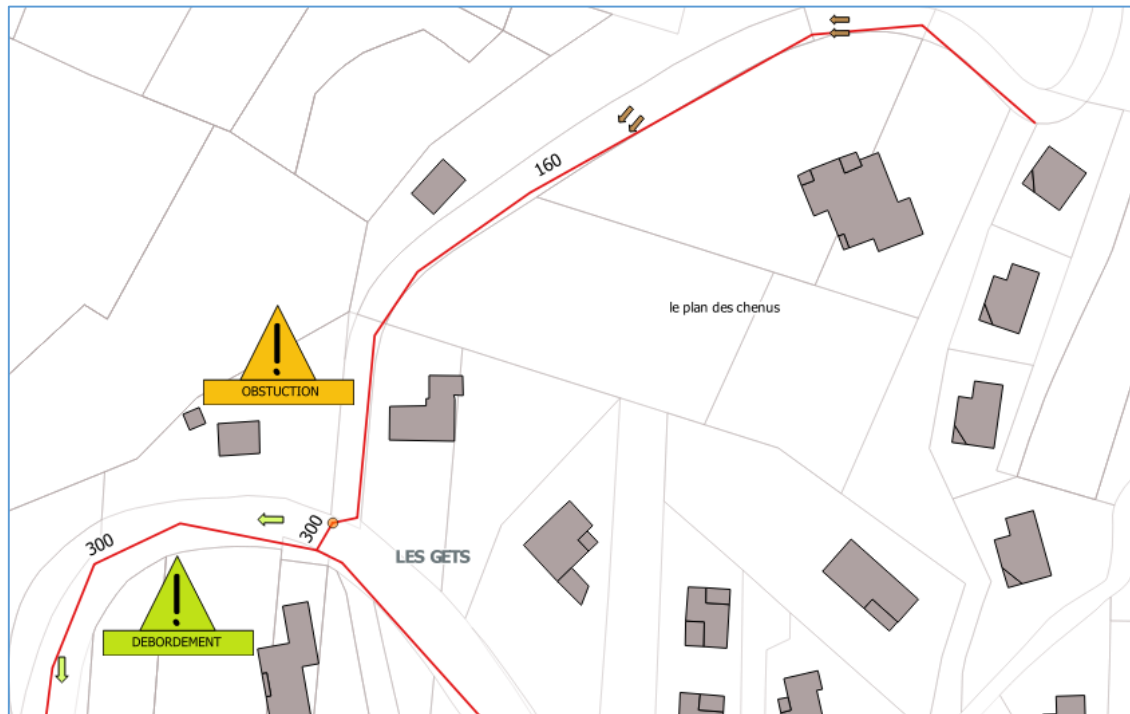 160
le plan des chenus
!
OBSTUCTION
300
300
LES GETS
!
DEBORDEMENT